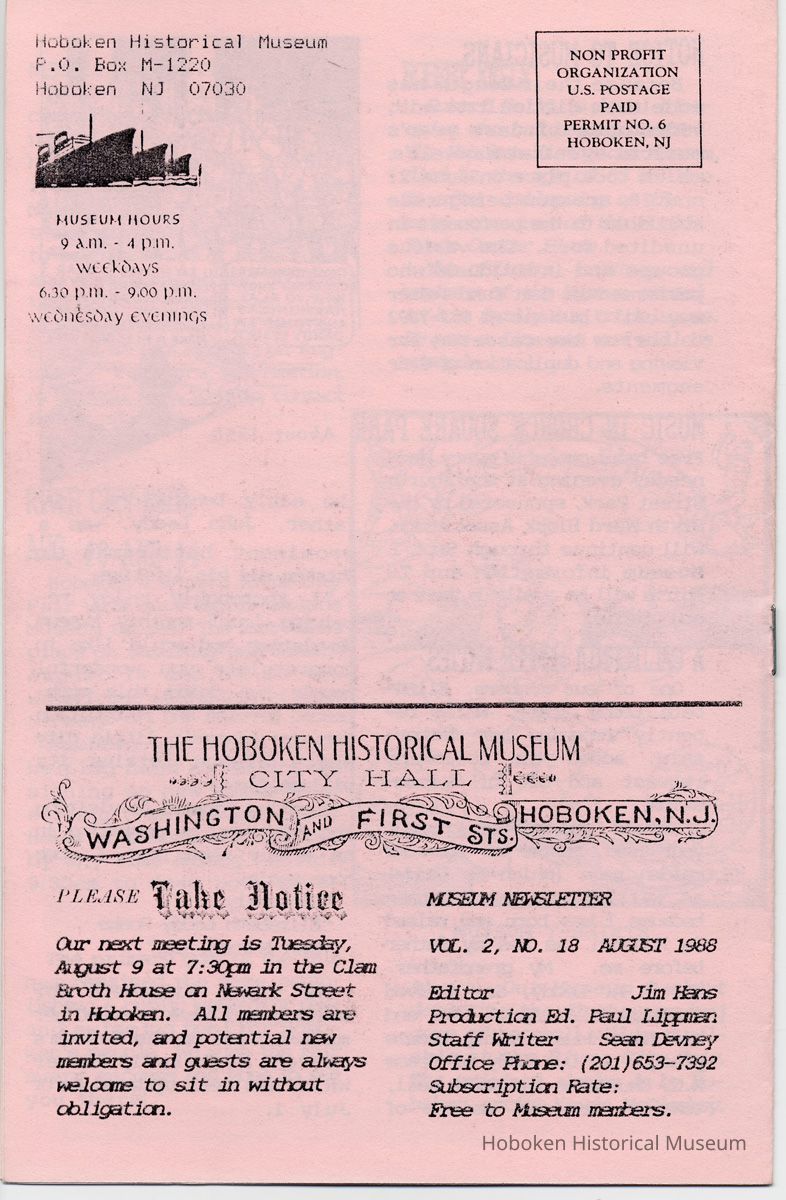 Hoboken Historical Museum
P.O. Box M-1220
Hoboken NJ 07030
NON PROFIT
ORGANIZATION
U.S. POSTAGE
PAID
PERMIT NO. 6
HOBOKEN, NJ
MUSEUM HOURS
9 a.m. - 4 p.m.
weekdays
6.30 p.m. - 9.00 p.m.
wednesday evenings
THE HOBOKEN HISTORICAL MUSEUM
CITY HALL
WASHINGTON AND FIRST STS. HOBOKEN, N.J.
PLEASE Take Notice
Our next meeting is Tuesday,
August 9 at 7:30pm in the Clam
Broth House on Newark Street
in Hoboken. All members are
invited, and potential new
members and guests are always
welcome to sit in without
obligation.
MUSEUM NEWSLETTER
VOL. 2, NO. 18 AUGUST 1988
Editor Jim Hans
Production Ed. Paul Lippman
Staff Writer Sean Devney
Office Phone: (201)653-7392
Subscription Rate:
Free to Museum members.
Hoboken Historical Museum